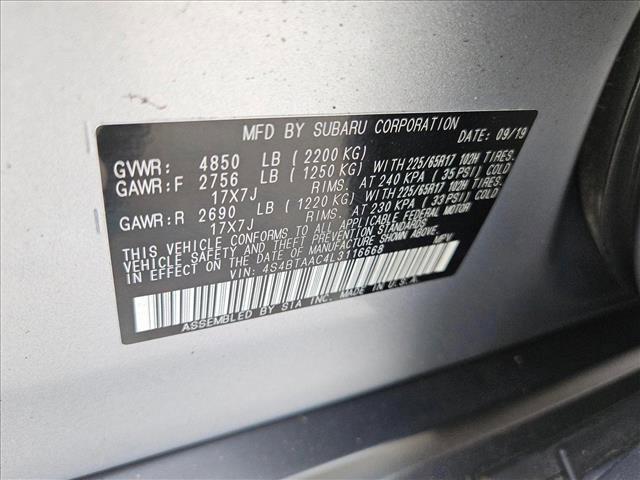 MFD BY SUBARU CORPORATION DATE: 09/19
GVWR: 4850 LB (2200 KG)
GAWR:F 2756 LB (1250 KG) WITH 225/65R17 102H TIRES.
17X7J RIMS. AT 240 KPA (35 PSI) COLD
GAWR:R 2690 LB (1220 KG) WITH 225/65R17 102H TIRES.
17X7J RIMS. AT 230 KPA (33 PSI) COLD
THIS VEHICLE CONFORMS TO ALL APPLICABLE FEDERAL MOTOR
VEHICLE SAFETY AND THEFT PREVENTION STANDARDS
IN EFFECT ON THE DATE OF MANUFACTURE SHOWN ABOVE.
VIN: 4S4BTAAC4L3116668 MPV
ASSEMBLED BY SIA INC. MADE IN U.S.A.